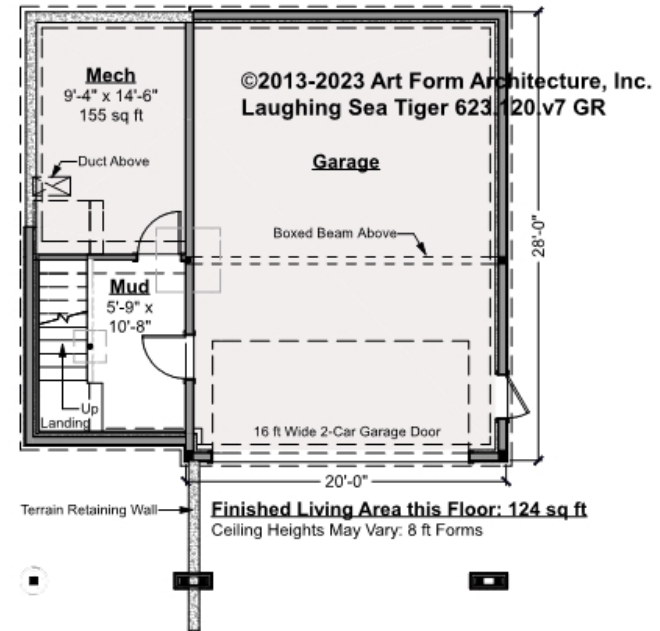 Mech
9'-4" x 14'-6"
155 sq ft
©2013-2023 Art Form Architecture, Inc.
Laughing Sea Tiger 623.120.v7 GR
Duct Above
Garage
Boxed Beam Above
28'-0"
Mud
5'-9" x
10'-8"
Up
Landing
16 ft Wide 2-Car Garage Door
20'-0"
Terrain Retaining Wall
Finished Living Area this Floor: 124 sq ft
Ceiling Heights May Vary: 8 ft Forms